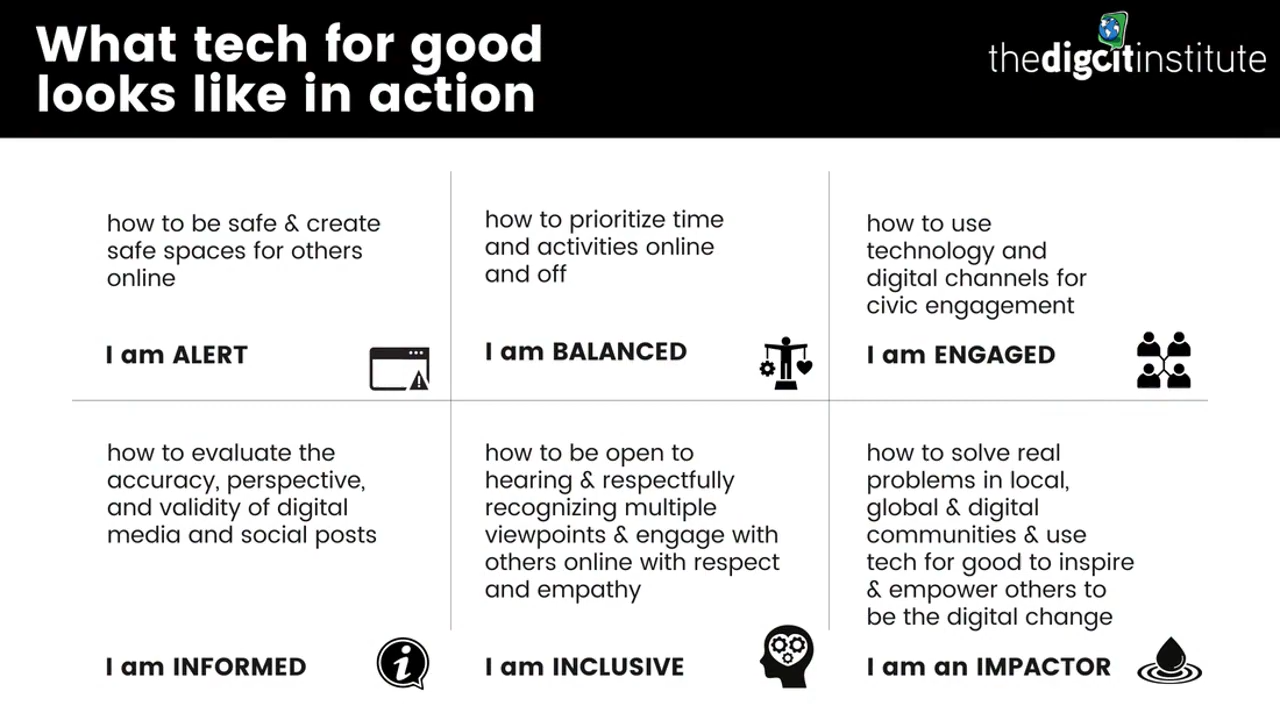 What tech for good
looks like in action
thedigcitinstitute
how to be safe & create
safe spaces for others
online
I am ALERT
how to prioritize time
and activities online
and off
I am BALANCED
how to use
technology and
digital channels for
civic engagement
I am ENGAGED
how to evaluate the
accuracy, perspective,
and validity of digital
media and social posts
I am INFORMED
how to be open to
hearing & respectfully
recognizing multiple
viewpoints & engage with
others online with respect
and empathy
I am INCLUSIVE
how to solve real
problems in local,
global & digital
communities & use
tech for good to inspire
& empower others to
be the digital change
I am an IMPACTOR